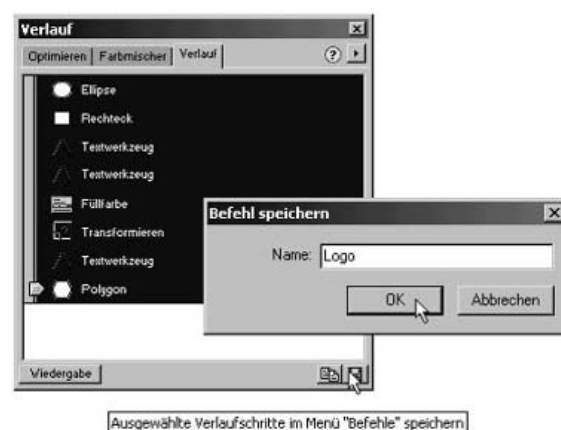 Verlauf
Optimieren Farbmischer Verlauf
Ellipse
Rechteck
Textwerkzeug
Textwerkzeug
Füllfarbe
Transformieren
Textwerkzeug
Polygon
Befehl speichern
Name: Logo
OK Abbrechen
Wiedergabe
Ausgewählte Verlaufschritte im Menü "Befehle" speichern